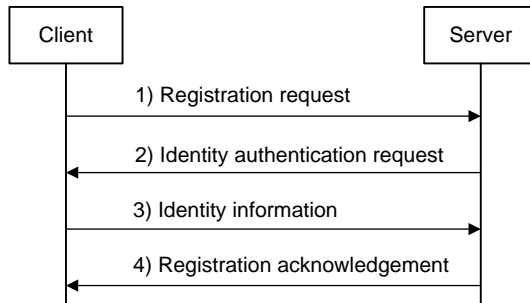 Client
Server
1) Registration request
2) Identity authentication request
3) Identity information
4) Registration acknowledgement